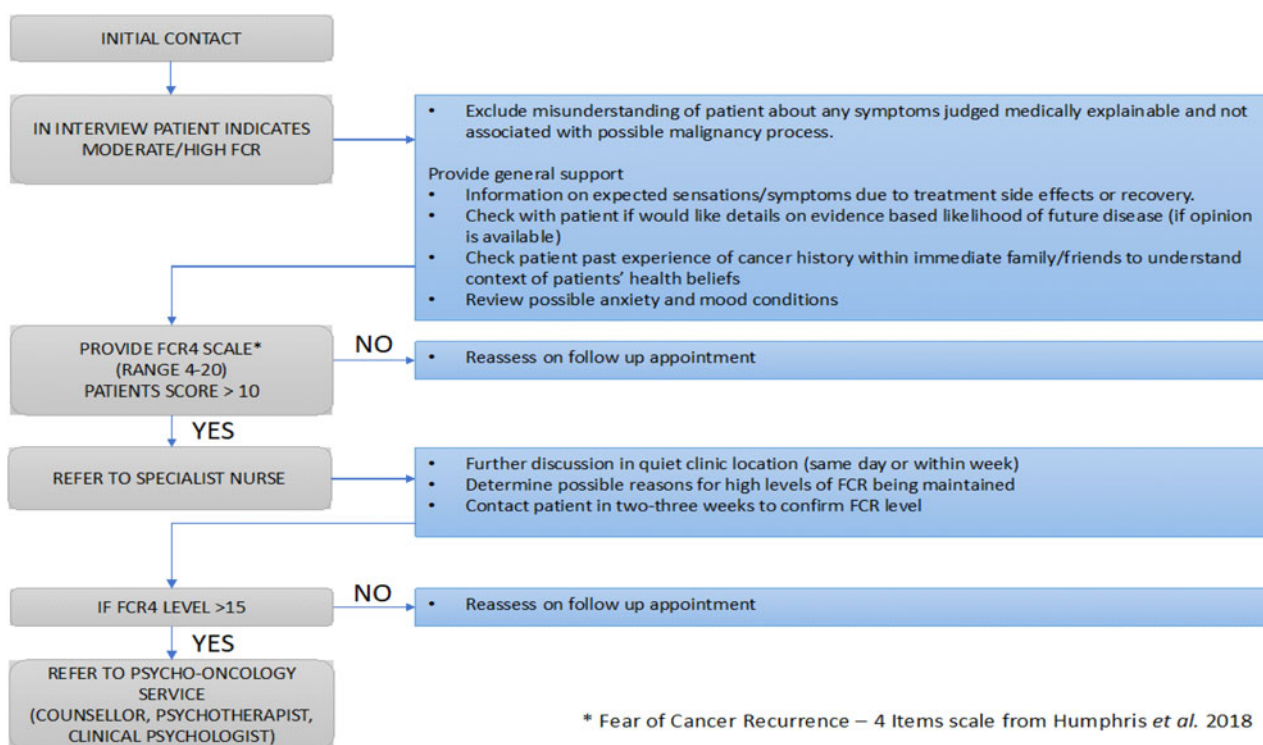 INITIAL CONTACT
IN INTERVIEW PATIENT INDICATES
MODERATE/HIGH FCR
• Exclude misunderstanding of patient about any symptoms judged medically explainable and not
associated with possible malignancy process.
Provide general support
• Information on expected sensations/symptoms due to treatment side effects or recovery.
• Check with patient if would like details on evidence based likelihood of future disease (if opinion
is available)
• Check patient past experience of cancer history within immediate family/friends to understand
context of patients' health beliefs
• Review possible anxiety and mood conditions
PROVIDE FCR4 SCALE*
(RANGE 4-20)
PATIENTS SCORE > 10
NO
• Reassess on follow up appointment
YES
REFER TO SPECIALIST NURSE
• Further discussion in quiet clinic location (same day or within week)
• Determine possible reasons for high levels of FCR being maintained
• Contact patient in two-three weeks to confirm FCR level
IF FCR4 LEVEL >15
NO
• Reassess on follow up appointment
YES
REFER TO PSYCHO-ONCOLOGY
SERVICE
(COUNSELLOR, PSYCHOTHERAPIST,
CLINICAL PSYCHOLOGIST)
* Fear of Cancer Recurrence – 4 Items scale from Humphris et al. 2018